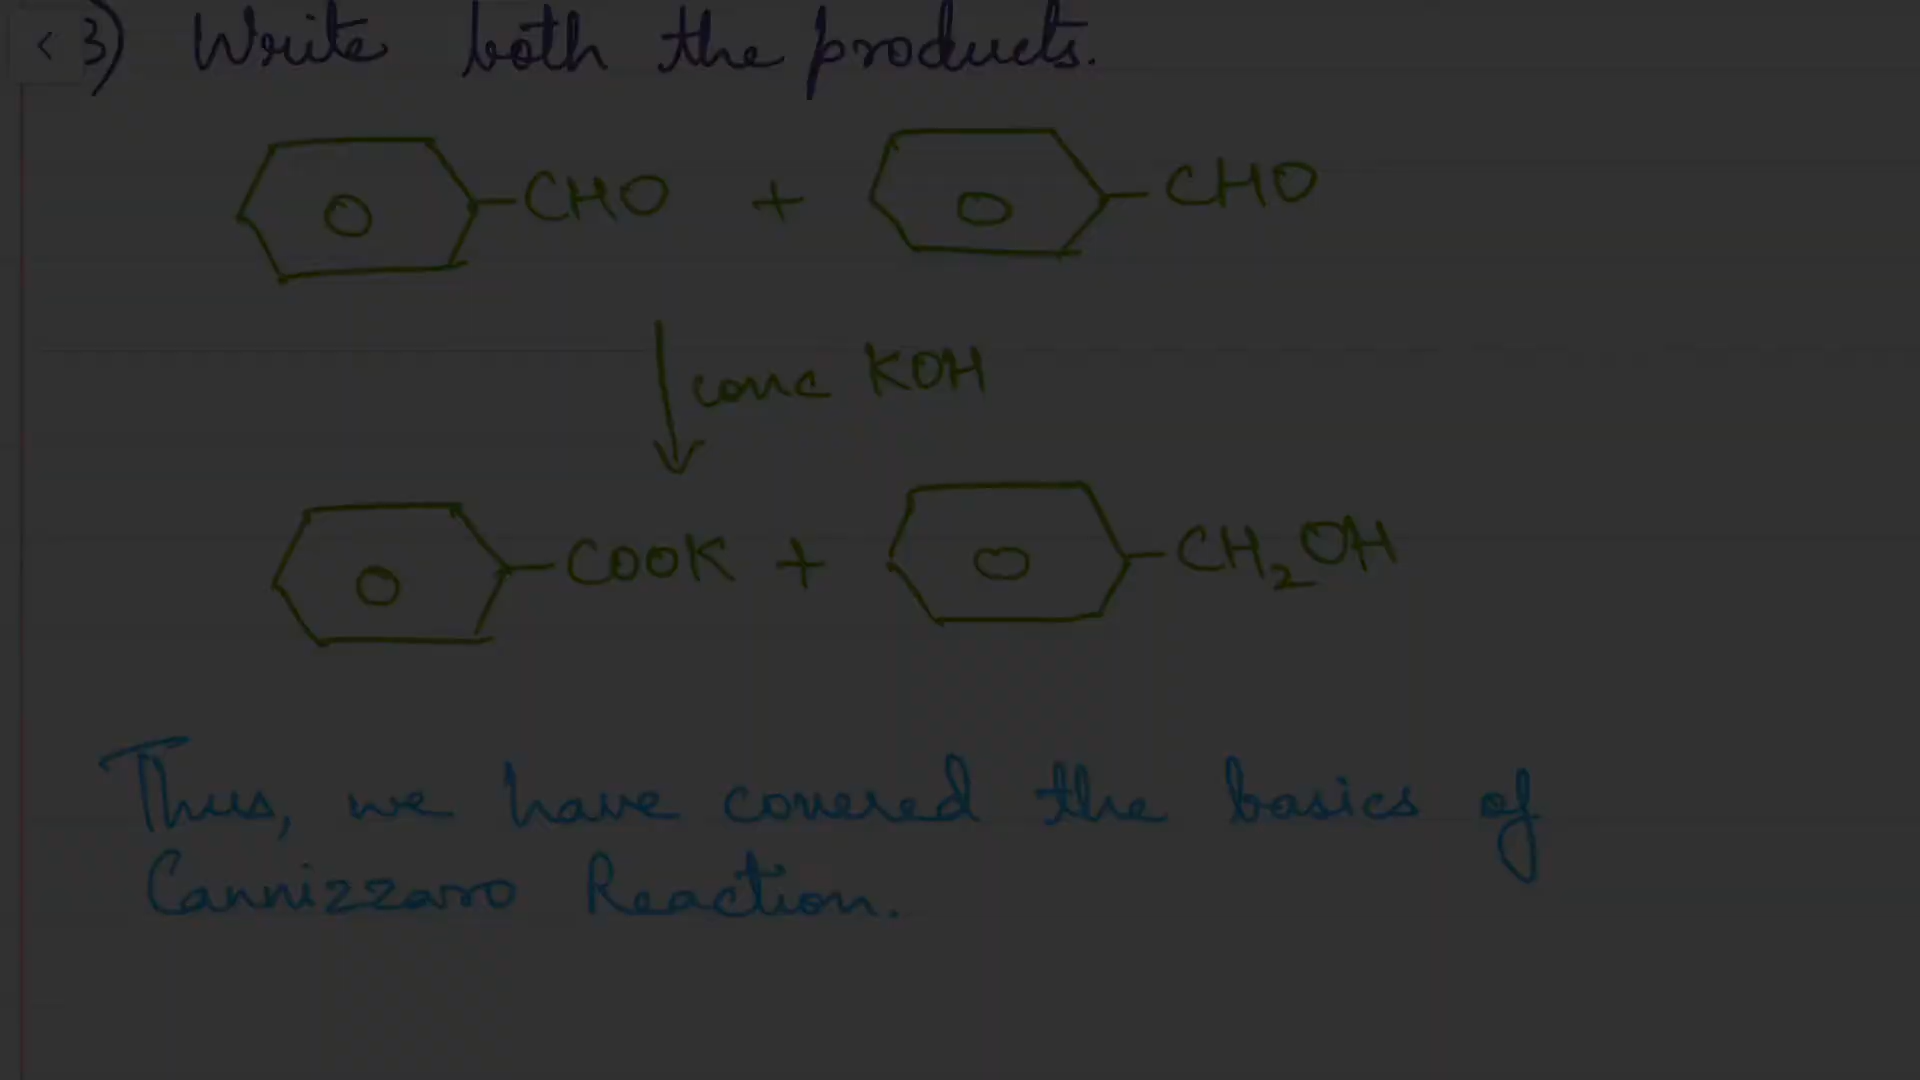 < 3) Write both the products.
CHO + CHO
conc KOH
COOK + CH₂OH
Thus, we have covered the basics of
Cannizzaro Reaction.